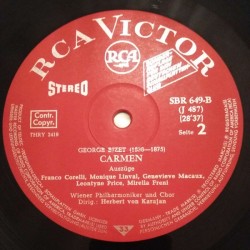 RCA VICTOR
RCA
STEREO
SBR 649-B
(I 487)
[28'37]
Seite 2
Contr.
Copyr.
GEORGE BIZET (1838-1875)
CARMEN
Auszüge
Franco Corelli, Monique Linval, Genevieve Macaux,
Leontyne Price, Mirella Freni
Wiener Philharmoniker und Chor
Dirig.: Herbert von Karajan
33